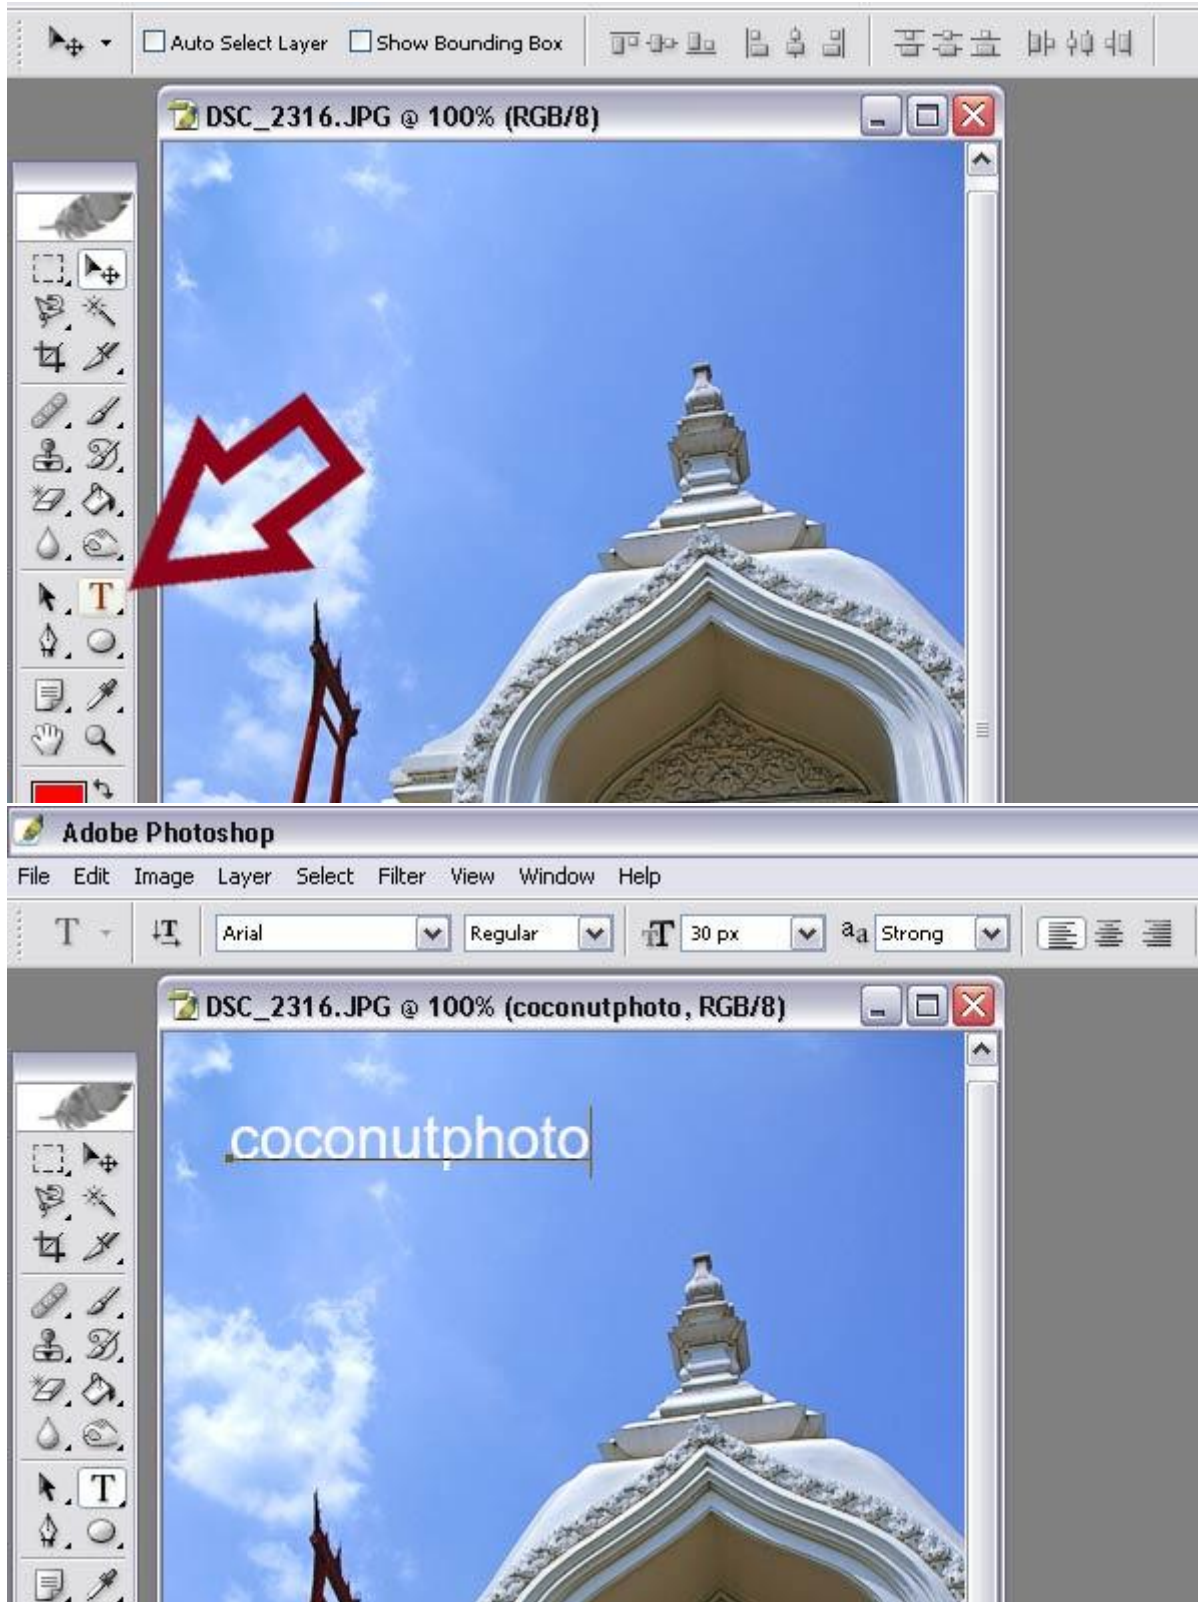 Auto Select Layer Show Bounding Box
DSC_2316.JPG @ 100% (RGB/8)
T
Adobe Photoshop
File Edit Image Layer Select Filter View Window Help
T T Arial Regular TT 30 px aa Strong
DSC_2316.JPG @ 100% (coconutphoto, RGB/8)
coconutphoto
T